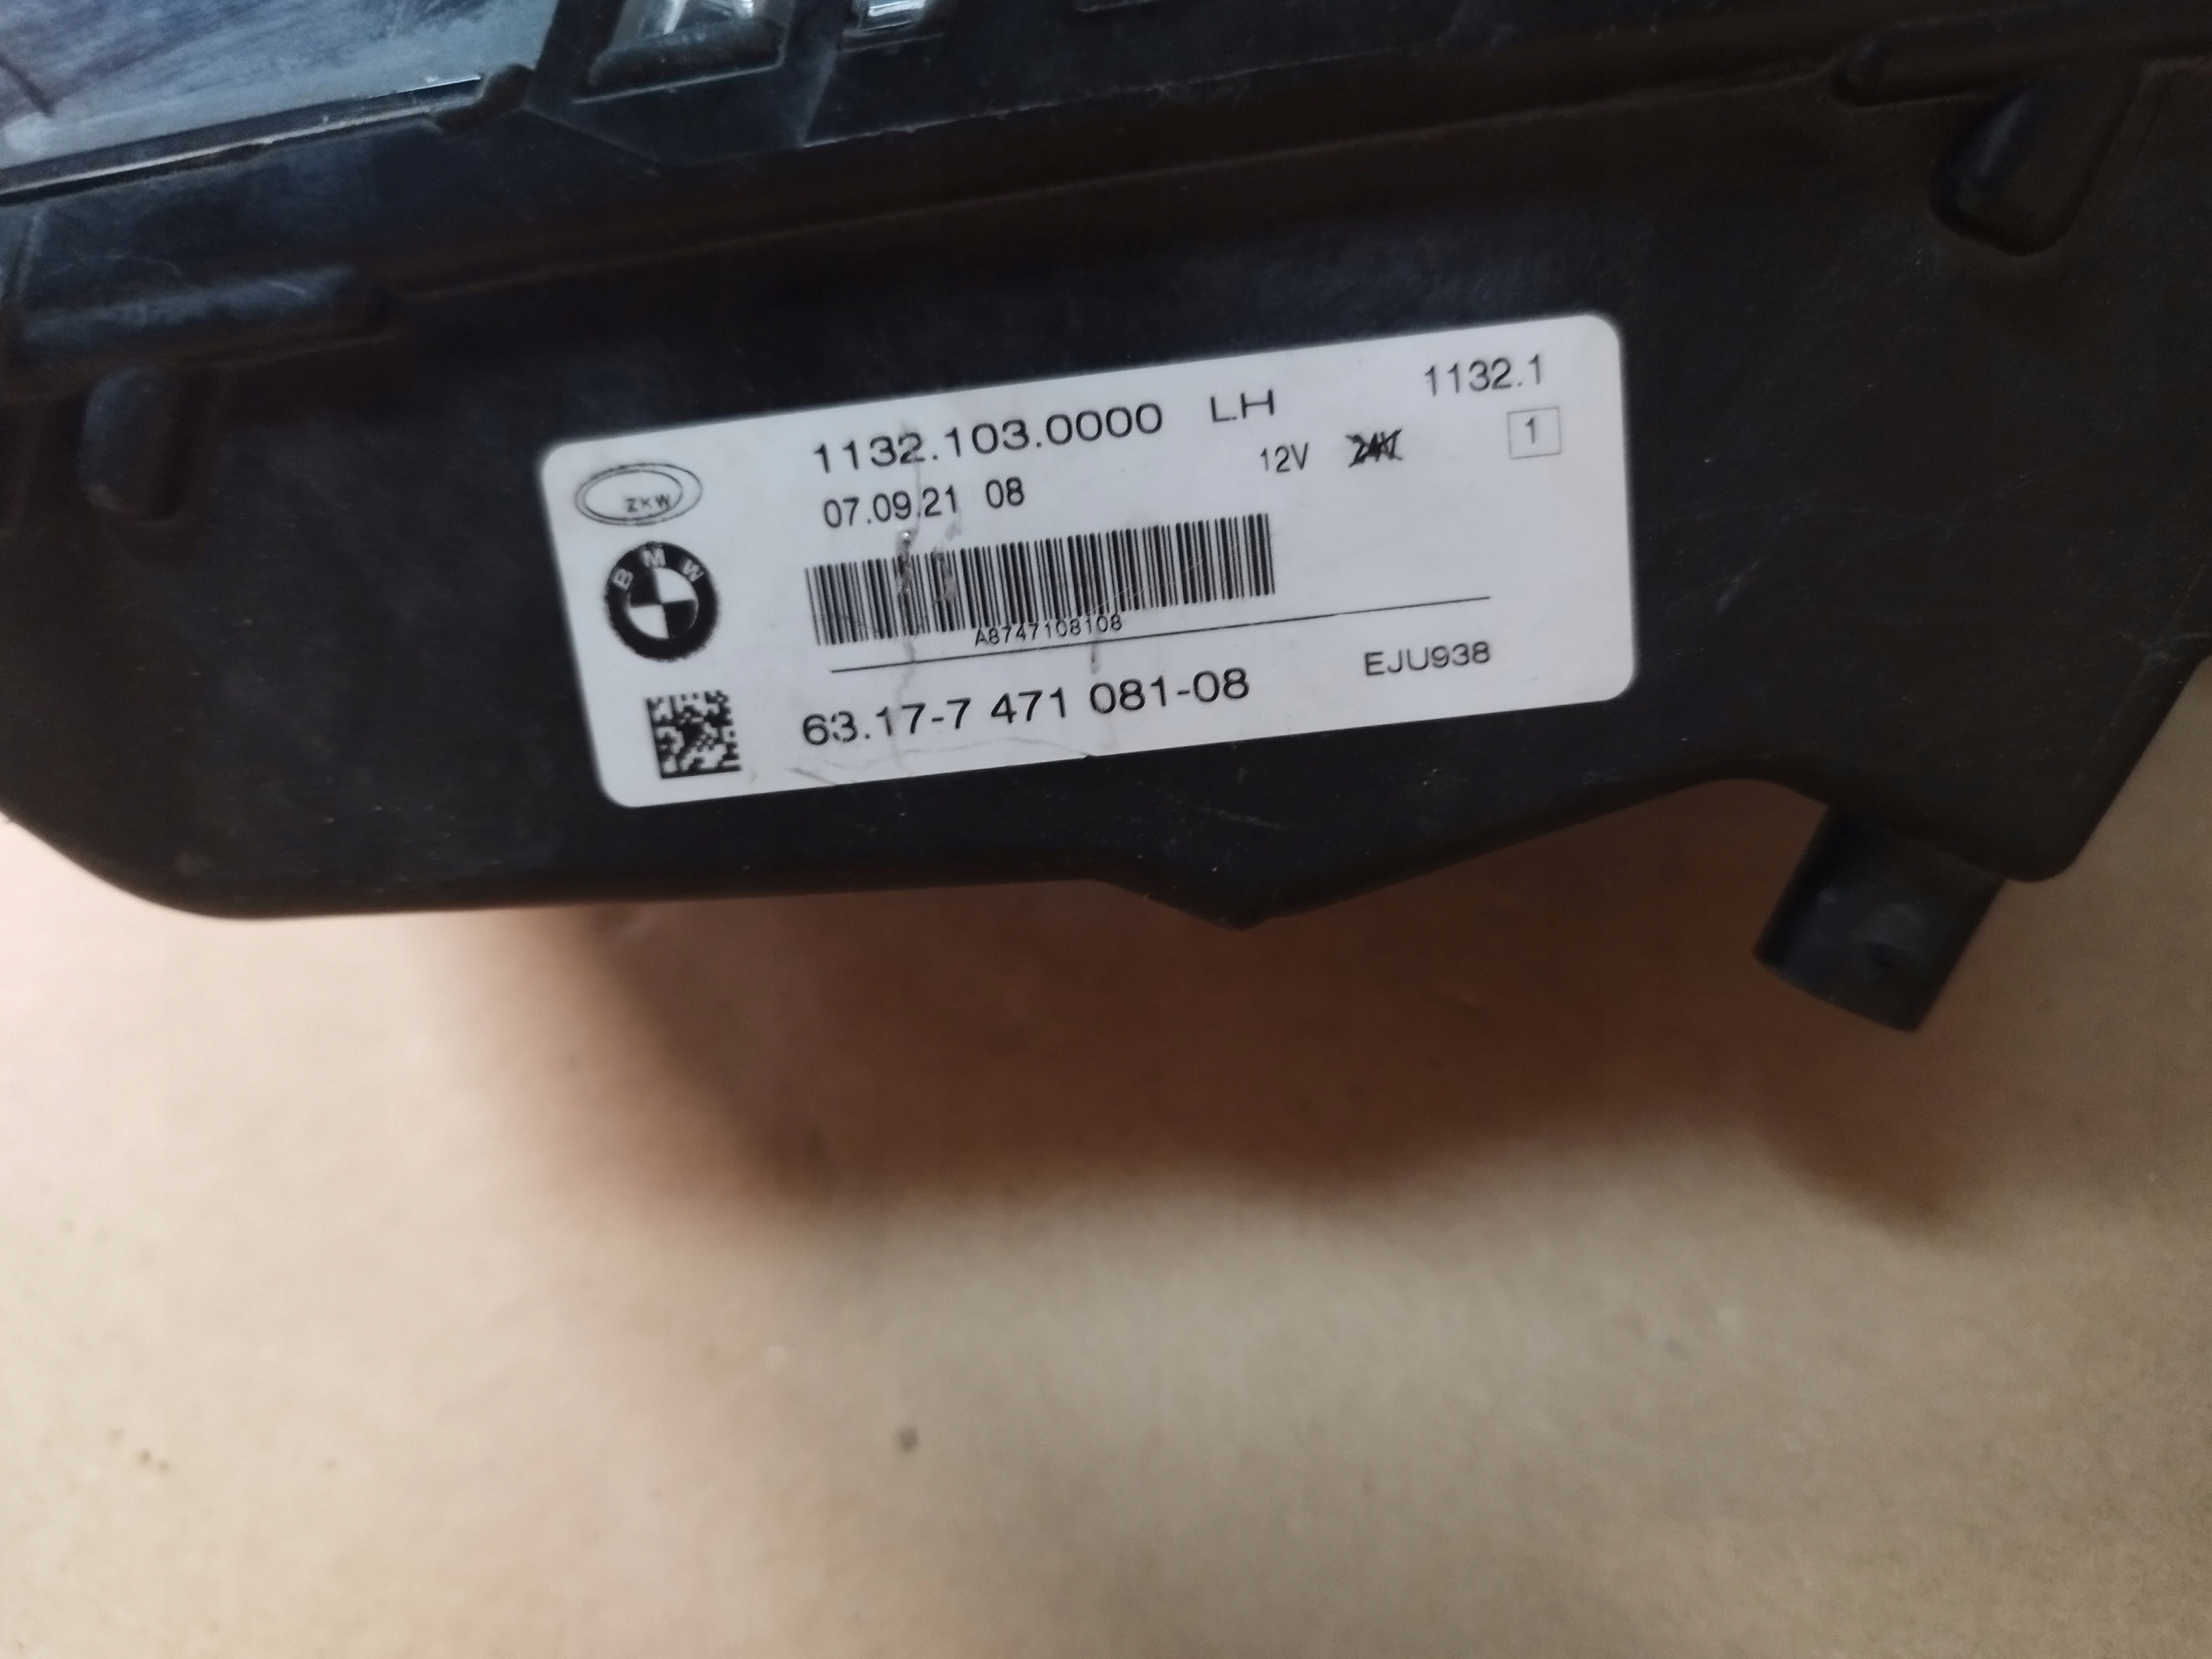 1132.103.0000 LH 1132.1
07.09.21 08 12V 24V 1
ZKW
BMW
A8747108108
63.17-7 471 081-08 EJU938